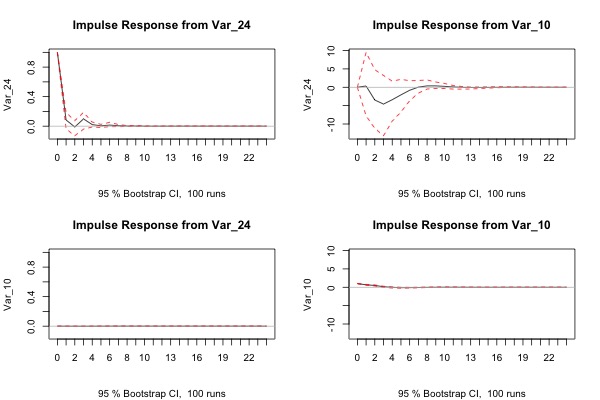 Impulse Response from Var_24
Impulse Response from Var_10
Var_24
0.0 0.4 0.8
0 2 4 6 8 10 13 16 19 22
95 % Bootstrap CI,  100 runs
Var_24
-10 0 5 10
0 2 4 6 8 10 13 16 19 22
95 % Bootstrap CI,  100 runs
Impulse Response from Var_24
Impulse Response from Var_10
Var_10
0.0 0.4 0.8
0 2 4 6 8 10 13 16 19 22
95 % Bootstrap CI,  100 runs
Var_10
-10 0 5 10
0 2 4 6 8 10 13 16 19 22
95 % Bootstrap CI,  100 runs